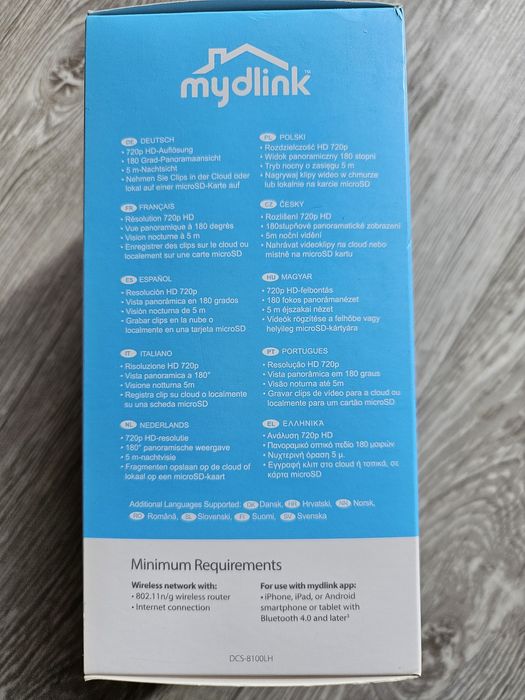 mydlink™
DE DEUTSCH
• 720p HD-Auflösung
• 180 Grad-Panoramaansicht
• 5 m-Nachtsicht
• Nehmen Sie Clips in der Cloud oder
lokal auf einer microSD-Karte auf
FR FRANÇAIS
• Résolution 720p HD
• Vue panoramique à 180 degrés
• Vision nocturne à 5 m
• Enregistrer des clips sur le cloud ou
localement sur une carte microSD
ES ESPAÑOL
• Resolución HD 720p
• Vista panorámica en 180 grados
• Visión nocturna de 5 m
• Grabar clips en la nube o
localmente en una tarjeta microSD
IT ITALIANO
• Risoluzione HD 720p
• Vista panoramica a 180°
• Visione notturna 5m
• Registra clip su cloud o localmente
su una scheda microSD
NL NEDERLANDS
• 720p HD-resolutie
• 180° panoramische weergave
• 5 m-nachtvisie
• Fragmenten opslaan op de cloud of
lokaal op een microSD-kaart
PL POLSKI
• Rozdzielczość HD 720p
• Widok panoramiczny 180 stopni
• Tryb nocny o zasięgu 5 m
• Nagrywaj klipy wideo w chmurze
lub lokalnie na karcie microSD
CZ ČESKY
• Rozlišení 720p HD
• 180stupňové panoramatické zobrazení
• 5m noční vidění
• Nahrávat videoklipy na cloud nebo
místně na microSD kartu
HU MAGYAR
• 720p HD-felbontás
• 180 fokos panorámanézet
• 5 m éjszakai nézet
• Videók rögzítése a felhőbe vagy
helyileg microSD-kártyára
PT PORTUGUES
• Resolução HD 720p
• Vista panorâmica em 180 graus
• Visão noturna até 5m
• Gravar clips de vídeo para a cloud ou
localmente para um cartão microSD
EL ΕΛΛΗΝΙΚΑ
• Ανάλυση 720p HD
• Πανοραμικό οπτικό πεδίο 180 μοιρών
• Νυχτερινή όραση 5 μ.
• Εγγραφή κλιπ στο cloud ή τοπικά, σε
κάρτα microSD
Additional Languages Supported: DK Dansk, HR Hrvatski, NN Norsk,
RO Română, SL Slovenski, FI Suomi, SV Svenska
Minimum Requirements
Wireless network with:
• 802.11n/g wireless router
• Internet connection
For use with mydlink app:
• iPhone, iPad, or Android
smartphone or tablet with
Bluetooth 4.0 and later³
DCS-8100LH